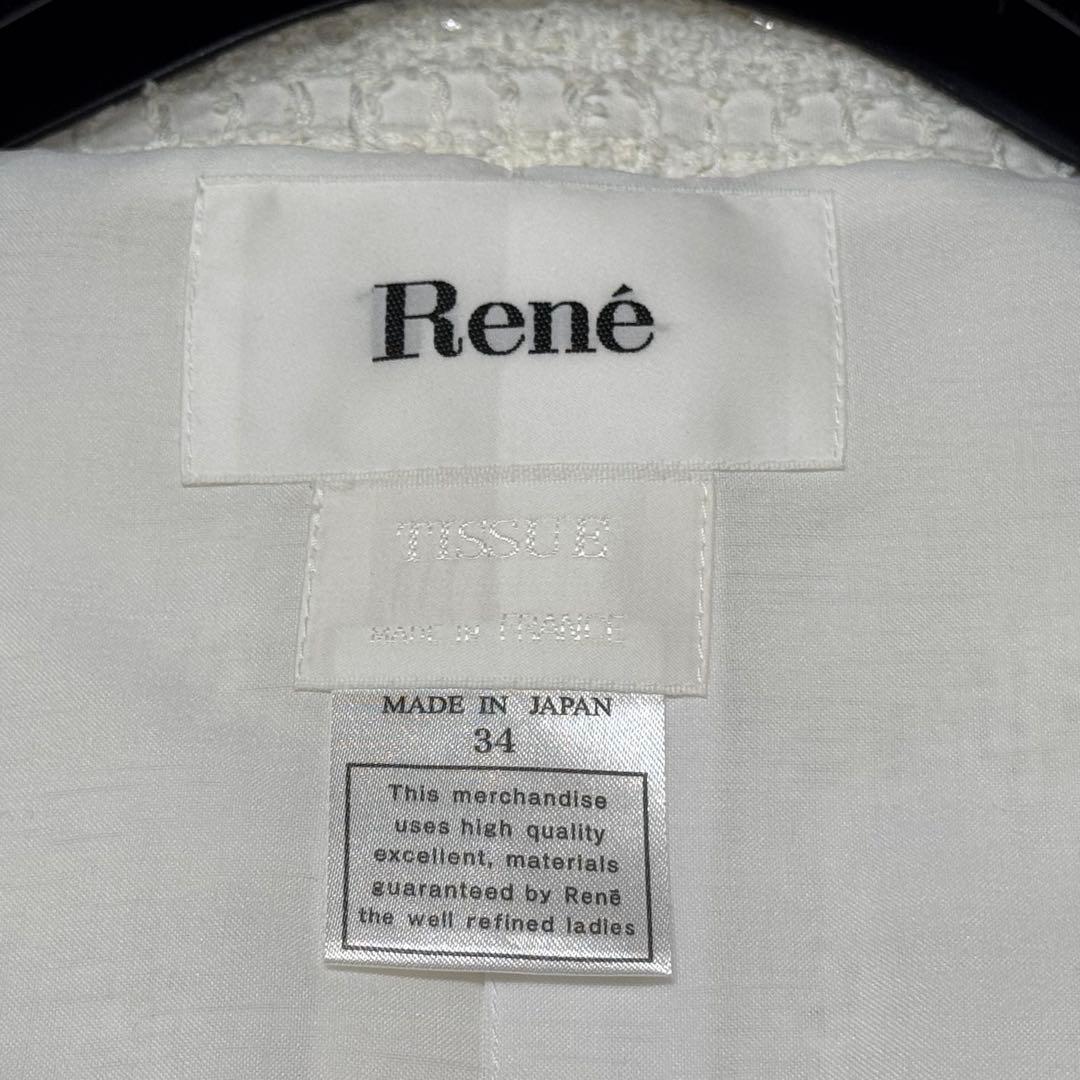 René
TISSUE
MADE IN FRANCE
MADE IN JAPAN
34
This merchandise
uses high quality
excellent, materials
guaranteed by René
the well refined ladies